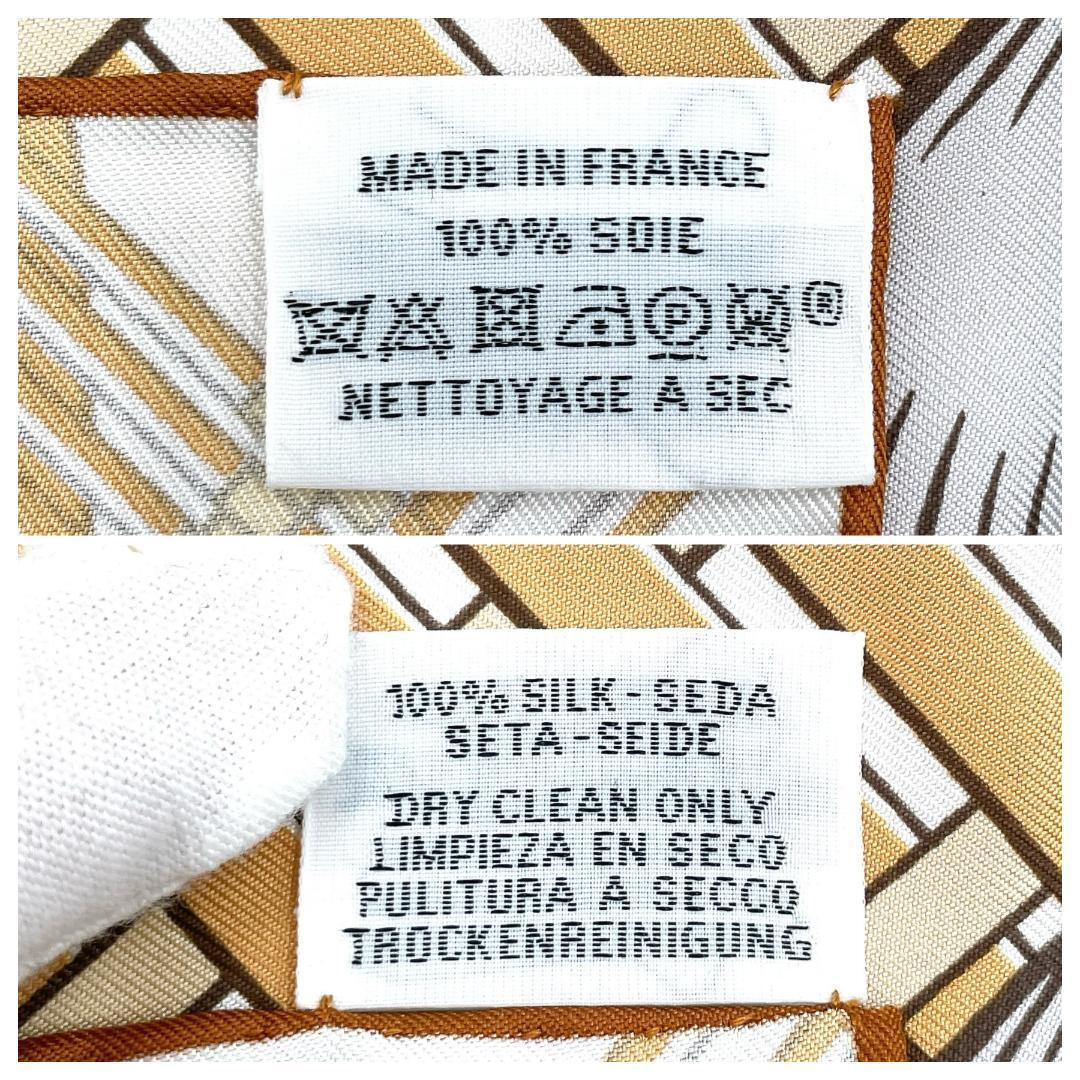 MADE IN FRANCE
100% SOIE
P ®
NETTOYAGE A SEC
100% SILK - SEDA
SETA - SEIDE
DRY CLEAN ONLY
LIMPIEZA EN SECO
PULITURA A SECCO
TROCKENREINIGUNG